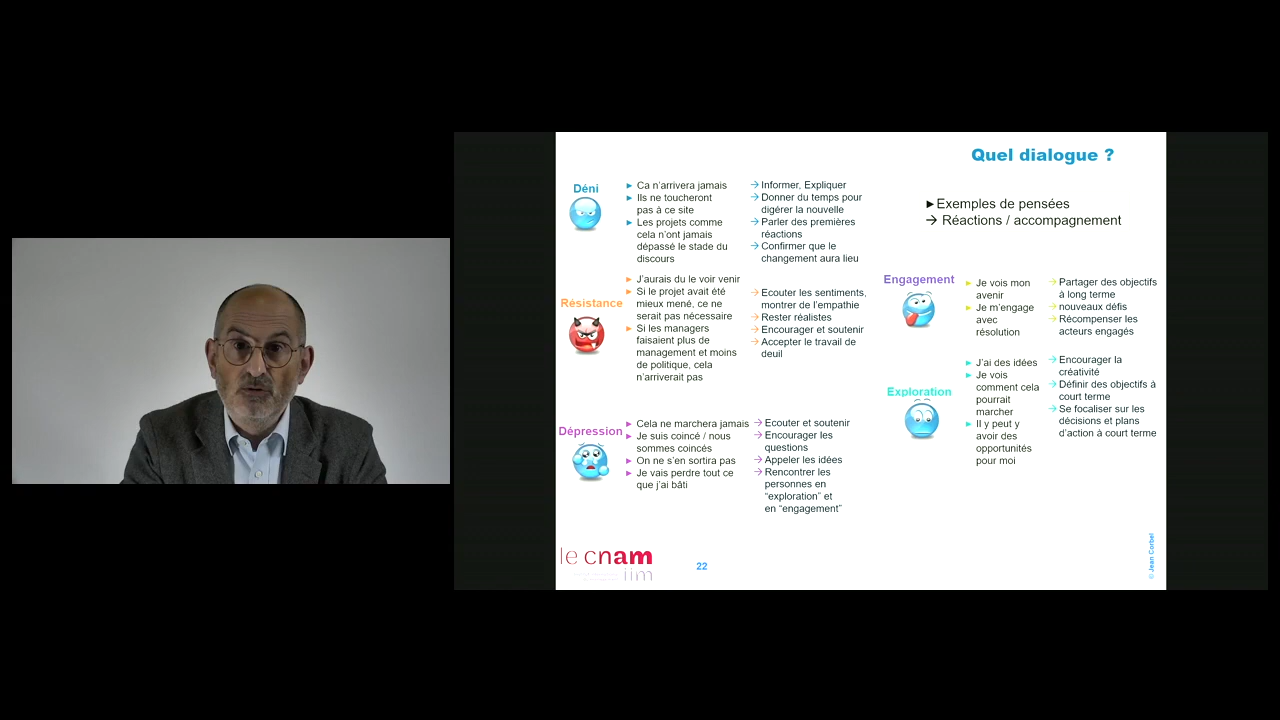 Quel dialogue ?
►Exemples de pensées
→ Réactions / accompagnement
Déni
► Ca n'arrivera jamais
► Ils ne toucheront
pas à ce site
► Les projets comme
cela n'ont jamais
dépassé le stade du
discours
→ Informer, Expliquer
→ Donner du temps pour
digérer la nouvelle
→ Parler des premières
réactions
→ Confirmer que le
changement aura lieu
Résistance
► J'aurais du le voir venir
► Si le projet avait été
mieux mené, ce ne
serait pas nécessaire
► Si les managers
faisaient plus de
management et moins
de politique, cela
n'arriverait pas
→ Ecouter les sentiments,
montrer de l'empathie
→ Rester réalistes
→ Encourager et soutenir
→ Accepter le travail de
deuil
Dépression
► Cela ne marchera jamais
► Je suis coincé / nous
sommes coincés
► On ne s'en sortira pas
► Je vais perdre tout ce
que j'ai bâti
→ Ecouter et soutenir
→ Encourager les
questions
→ Appeler les idées
→ Rencontrer les
personnes en
"exploration" et
en "engagement"
Engagement
► Je vois mon
avenir
► Je m'engage
avec
résolution
→ Partager des objectifs
à long terme
→ nouveaux défis
→ Récompenser les
acteurs engagés
Exploration
► J'ai des idées
► Je vois
comment cela
pourrait
marcher
► Il y peut y
avoir des
opportunités
pour moi
→ Encourager la
créativité
→ Définir des objectifs à
court terme
→ Se focaliser sur les
décisions et plans
d'action à court terme
le cnam
iim
22
© Jean Corbel